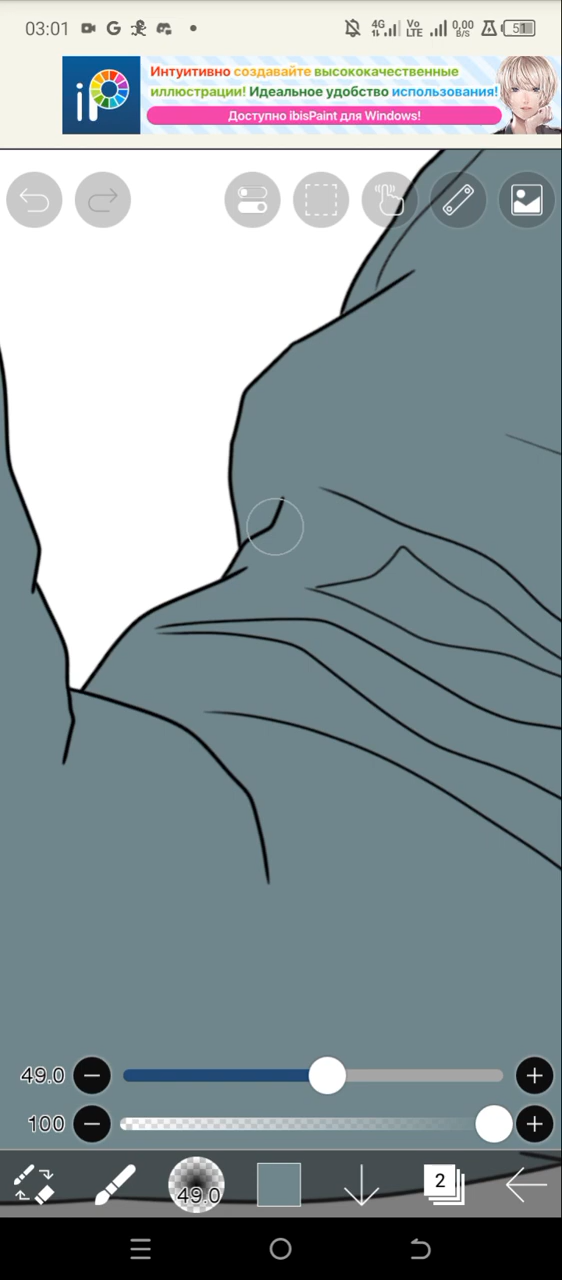 03:01 G 4G Vo LTE 0,00 B/S 51
iP
Интуитивно создавайте высококачественные
иллюстрации! Идеальное удобство использования!
Доступно ibisPaint для Windows!
49.0
100
49.0
2